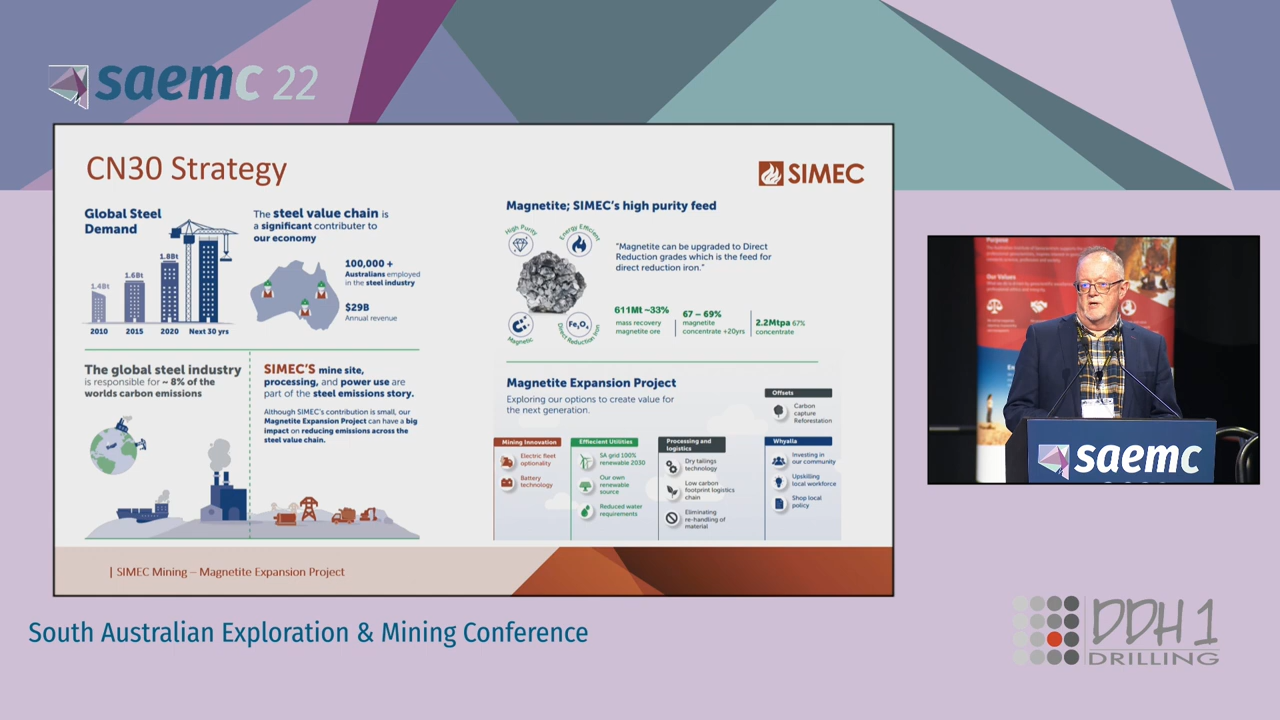 saemc 22
CN30 Strategy
SIMEC
Global Steel
Demand
1.4Bt
1.6Bt
1.8Bt
2010
2015
2020
Next 30 yrs
The steel value chain is
a significant contributer to
our economy
100,000 +
Australians employed
in the steel industry
$29B
Annual revenue
The global steel industry
is responsible for ~ 8% of the
worlds carbon emissions
SIMEC'S mine site,
processing, and power use are
part of the steel emissions story.
Although SIMEC's contribution is small, our
Magnetite Expansion Project can have a big
impact on reducing emissions across the
steel value chain.
Magnetite; SIMEC's high purity feed
High Purity
Energy Efficient
Magnetic
Fe3O4
Direct Reduction Iron
"Magnetite can be upgraded to Direct
Reduction grades which is the feed for
direct reduction iron."
611Mt ~33%
mass recovery
magnetite ore
67 – 69%
magnetite
concentrate +20yrs
2.2Mtpa 67%
concentrate
Magnetite Expansion Project
Exploring our options to create value for
the next generation.
Offsets
Carbon
capture
Reforestation
Mining Innovation
Electric fleet
optionality
Battery
technology
Effiecient Utilities
SA grid 100%
renewable 2030
Our own
renewable
source
Reduced water
requirements
Processing and
logistics
Dry tailings
technology
Low carbon
footprint logistics
chain
Eliminating
re-handling of
material
Whyalla
Investing in
our community
Upskilling
local workforce
Shop local
policy
| SIMEC Mining – Magnetite Expansion Project
Purpose
Our Values
saemc
South Australian Exploration & Mining Conference
DDH 1
DRILLING